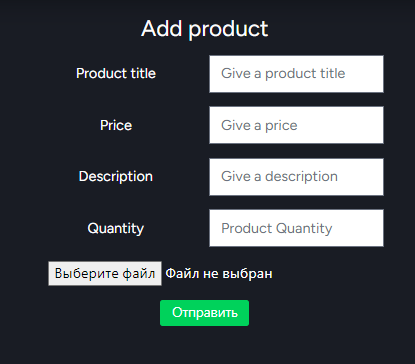 Add product
Product title Give a product title
Price Give a price
Description Give a description
Quantity Product Quantity
Выберите файл Файл не выбран
Отправить